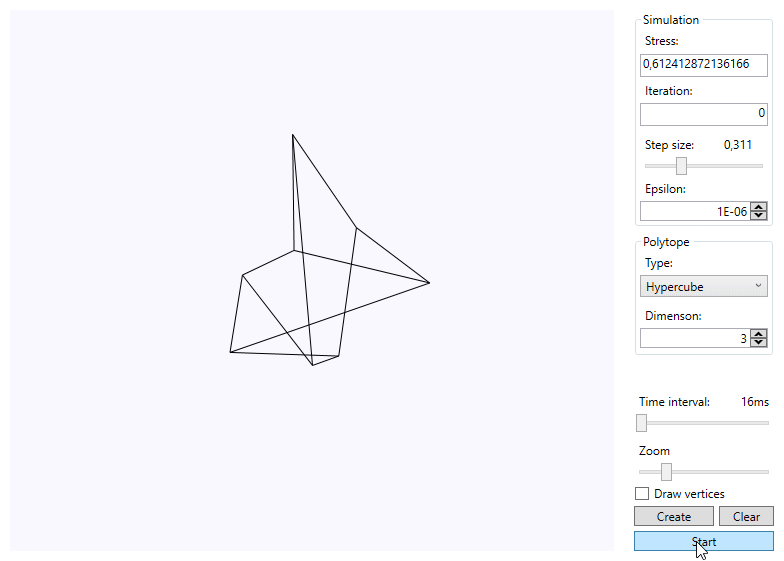 Simulation
Stress:
0,612412872136166
Iteration:
0
Step size: 0,311
Epsilon:
1E-06
Polytope
Type:
Hypercube
Dimenson:
3
Time interval: 16ms
Zoom
Draw vertices
Create Clear
Start